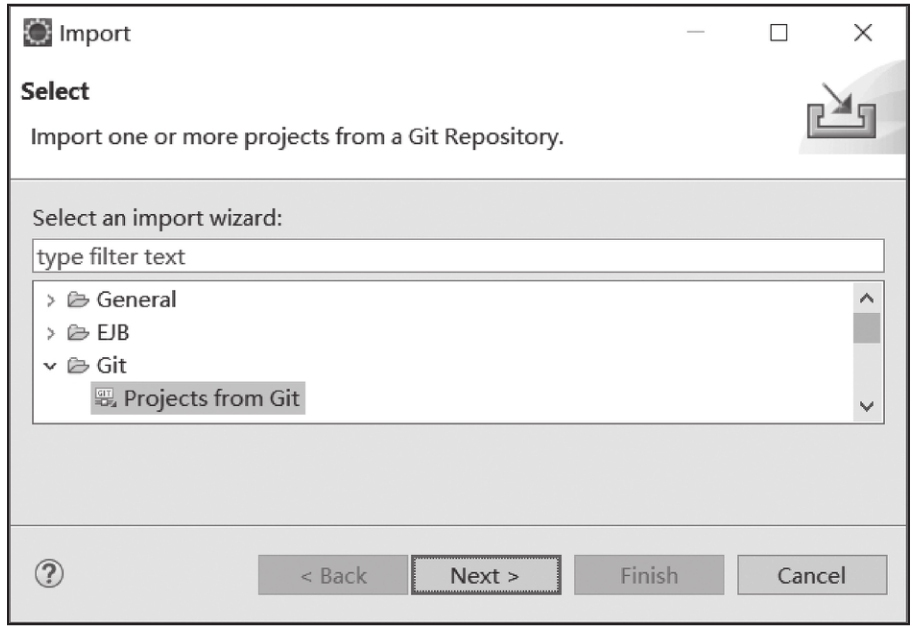 Import
Select
Import one or more projects from a Git Repository.
Select an import wizard:
type filter text
General
EJB
Git
GIT Projects from Git
? < Back Next > Finish Cancel